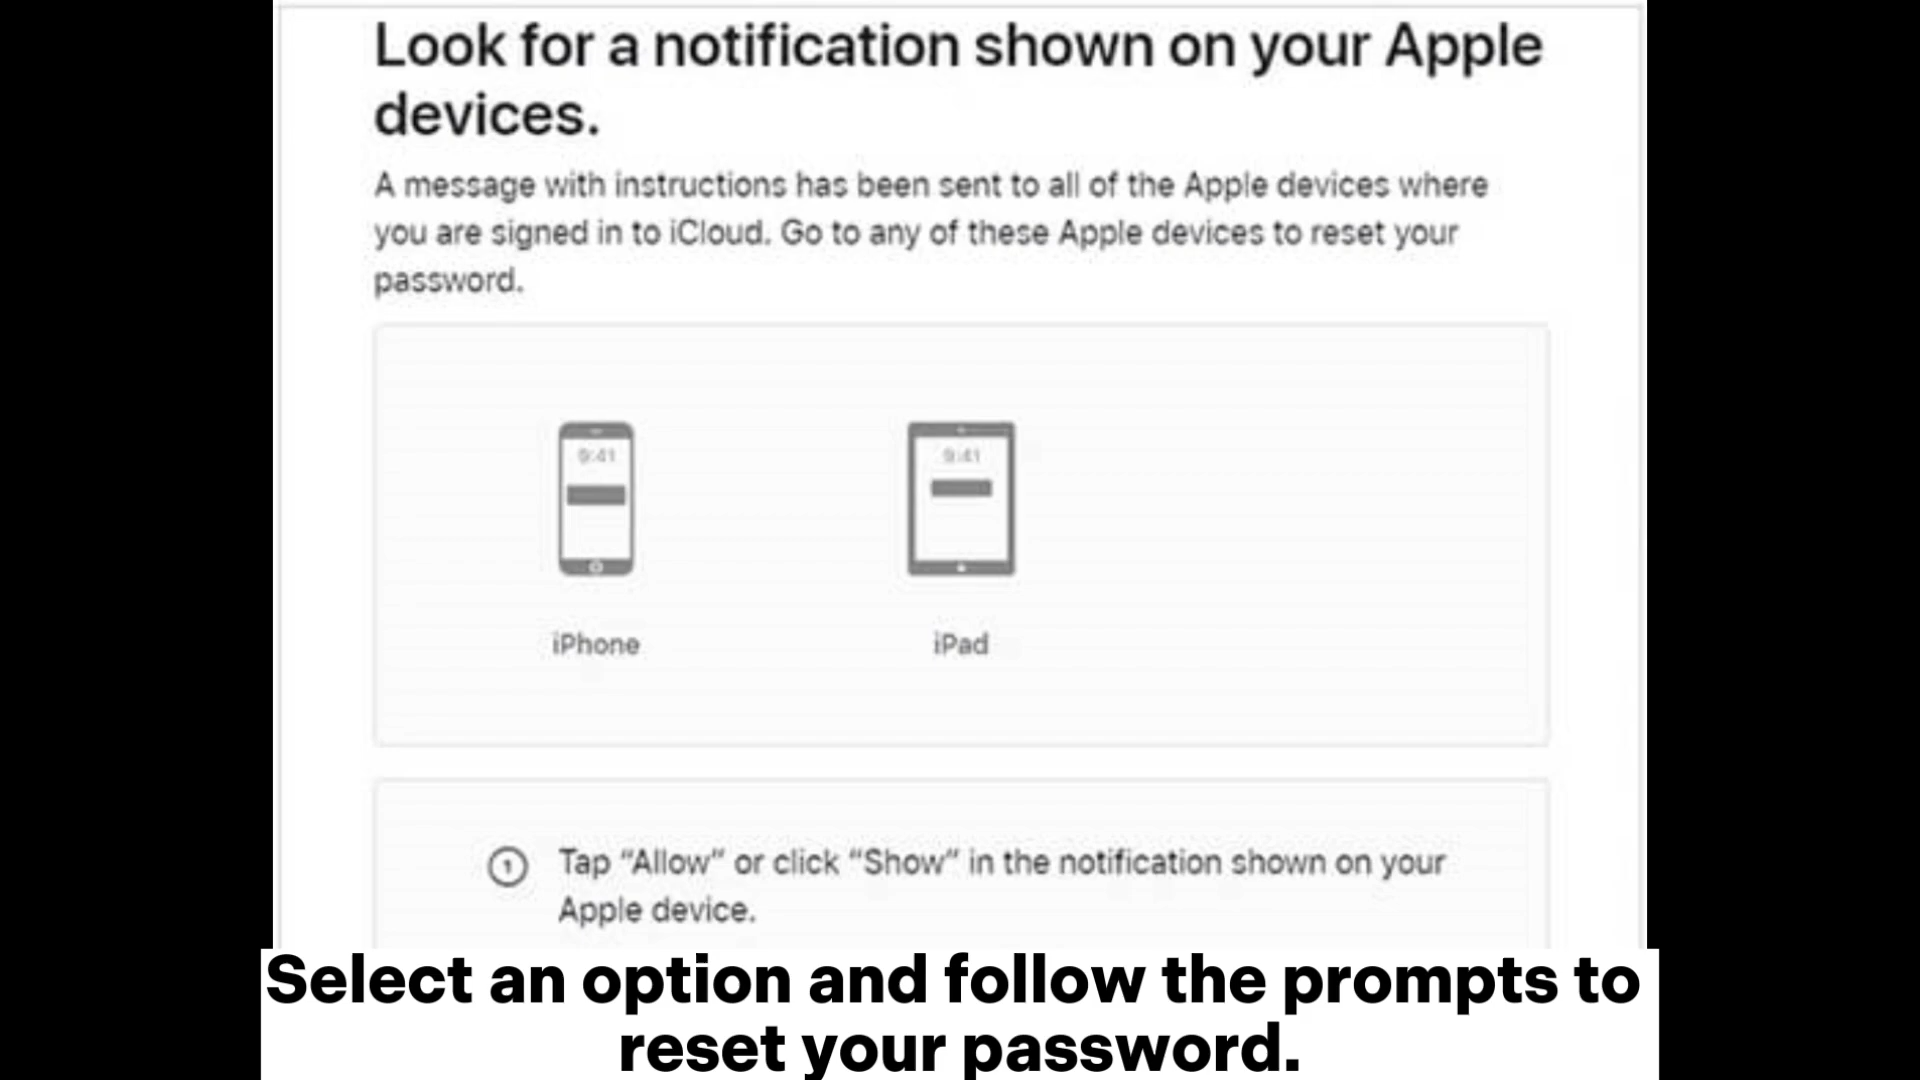 Look for a notification shown on your Apple
devices.
A message with instructions has been sent to all of the Apple devices where
you are signed in to iCloud. Go to any of these Apple devices to reset your
password.
9:41
9:41
iPhone
iPad
1 Tap “Allow” or click “Show” in the notification shown on your
Apple device.
Select an option and follow the prompts to
reset your password.